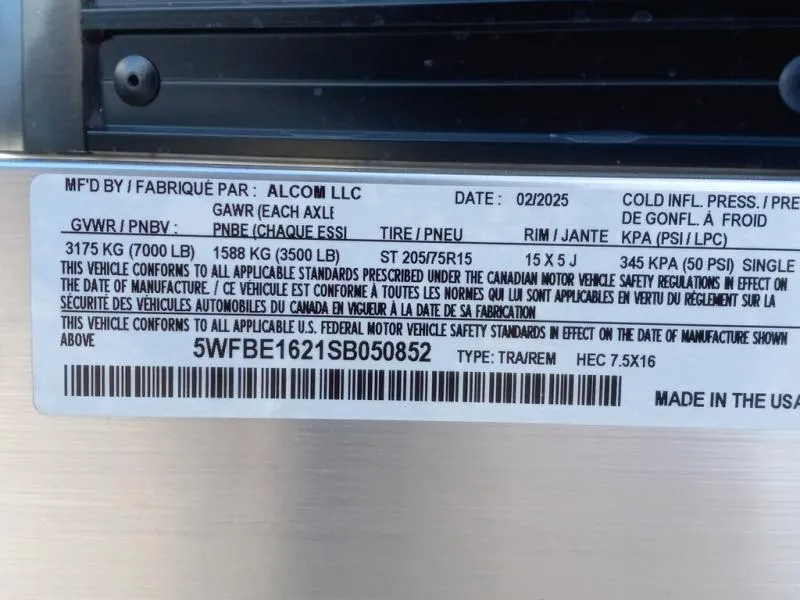 MF'D BY / FABRIQUÉ PAR : ALCOM LLC DATE : 02/2025 COLD INFL. PRESS. / PRE
GAWR (EACH AXLE DE GONFL. À FROID
GVWR / PNBV : PNBE (CHAQUE ESSI TIRE / PNEU RIM / JANTE KPA (PSI / LPC)
3175 KG (7000 LB) 1588 KG (3500 LB) ST 205/75R15 15 X 5 J 345 KPA (50 PSI) SINGLE
THIS VEHICLE CONFORMS TO ALL APPLICABLE STANDARDS PRESCRIBED UNDER THE CANADIAN MOTOR VEHICLE SAFETY REGULATIONS IN EFFECT ON
THE DATE OF MANUFACTURE. / CE VÉHICULE EST CONFORME À TOUTES LES NORMES QUI LUI SONT APPLICABLES EN VERTU DU RÈGLEMENT SUR LA
SÉCURITÉ DES VÉHICULES AUTOMOBILES DU CANADA EN VIGUEUR À LA DATE DE SA FABRICATION
THIS VEHICLE CONFORMS TO ALL APPLICABLE U.S. FEDERAL MOTOR VEHICLE SAFETY STANDARDS IN EFFECT ON THE DATE OF MANUFACTURE SHOWN
ABOVE 5WFBE1621SB050852 TYPE: TRA/REM HEC 7.5X16
MADE IN THE USA